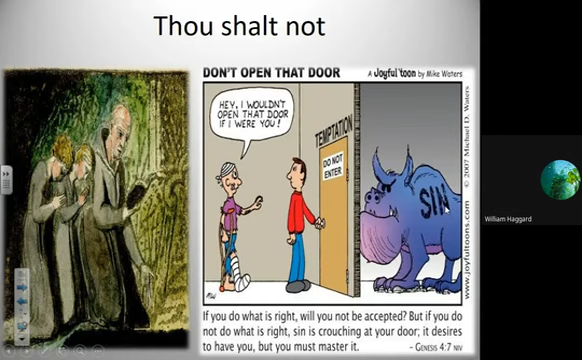 Thou shalt not
DON'T OPEN THAT DOOR
A Joyful 'toon by Mike Waters
HEY, I WOULDN'T
OPEN THAT DOOR
IF I WERE YOU!
TEMPTATION
DO NOT
ENTER
SIN
© 2007 Michael D. Waters
www.joyfultoons.com
If you do what is right, will you not be accepted? But if you do
not do what is right, sin is crouching at your door; it desires
to have you, but you must master it.
- GENESIS 4:7 NIV
William Haggard